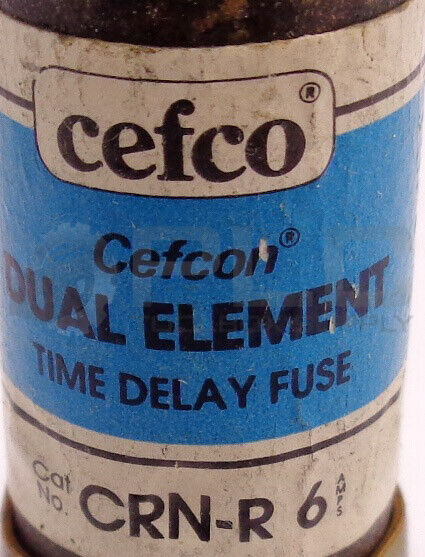 cefco®
Cefcon®
DUAL ELEMENT
TIME DELAY FUSE
Cat No. CRN-R 6 AMPS